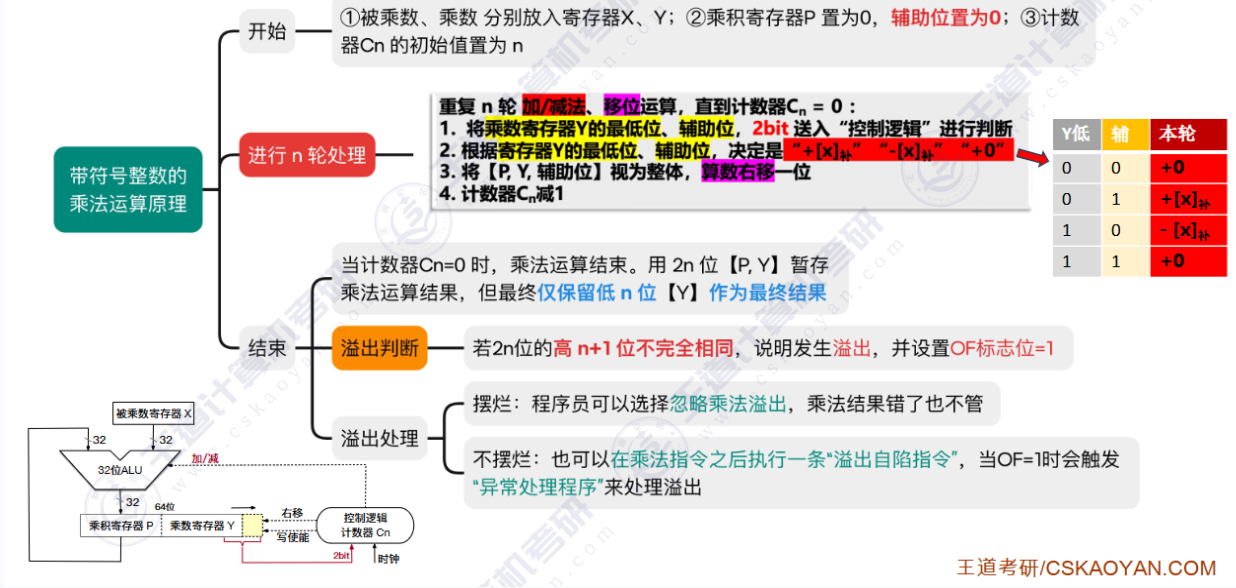 ①被乘数、乘数 分别放入寄存器X、Y；②乘积寄存器P 置为0，辅助位置为0；③计数
器Cn 的初始值置为 n
开始
重复 n 轮 加/减法、移位运算，直到计数器Cn = 0：
1. 将乘数寄存器Y的最低位、辅助位，2bit 送入“控制逻辑”进行判断
2. 根据寄存器Y的最低位、辅助位，决定是 “+[x]补” “-[x]补” “+0”
3. 将【P, Y, 辅助位】视为整体，算数右移一位
4. 计数器Cn减1
进行 n 轮处理
Y低 辅 本轮
0 0 +0
0 1 +[x]补
1 0 - [x]补
1 1 +0
带符号整数的
乘法运算原理
当计数器Cn=0 时，乘法运算结束。用 2n 位【P, Y】暂存
乘法运算结果，但最终仅保留低 n 位【Y】作为最终结果
结束
溢出判断
若2n位的高 n+1 位不完全相同，说明发生溢出，并设置OF标志位=1
溢出处理
摆烂：程序员可以选择忽略乘法溢出，乘法结果错了也不管
不摆烂：也可以在乘法指令之后执行一条“溢出自陷指令”，当OF=1时会触发
“异常处理程序”来处理溢出
被乘数寄存器 X
32
32
加/减
32位ALU
32
64位
乘积寄存器 P
乘数寄存器 Y
右移
写使能
控制逻辑
计数器 Cn
2bit
时钟
王道考研/CSKAOYAN.COM
王道计算机考研
www.cskaoyan.com